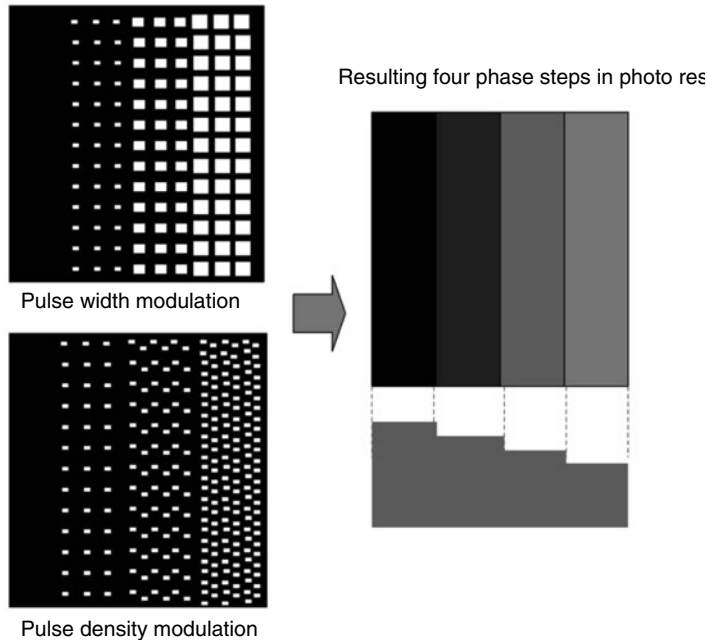 Resulting four phase steps in photo res
Pulse width modulation
Pulse density modulation